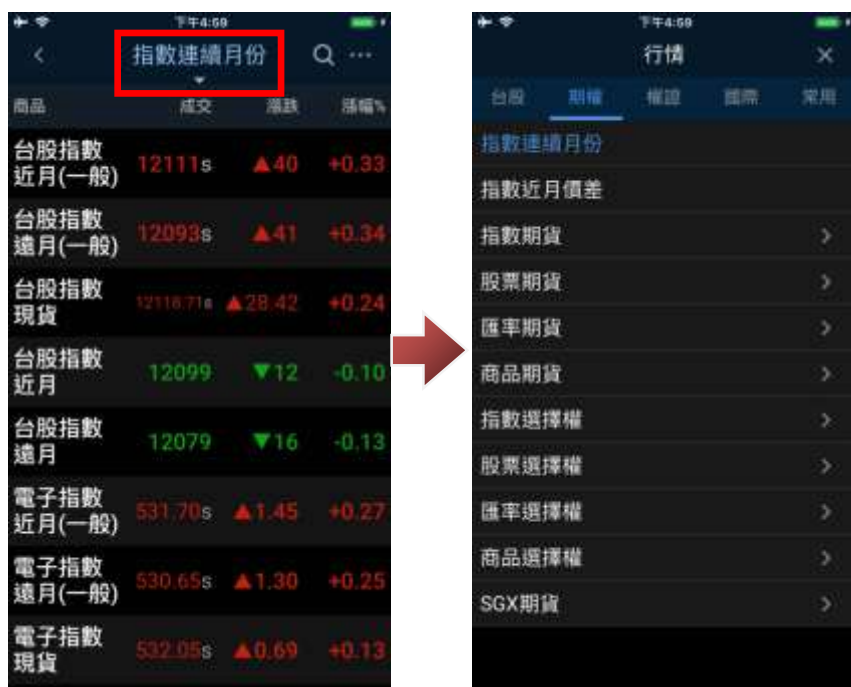 下午4:59
指數連續月份
商品 成交 漲跌 漲幅%
台股指數
近月(一般) 12111s ▲40 +0.33
台股指數
遠月(一般) 12093s ▲41 +0.34
台股指數
現貨 12118.71s ▲28.42 +0.24
台股指數
近月 12099 ▼12 -0.10
台股指數
遠月 12079 ▼16 -0.13
電子指數
近月(一般) 531.70s ▲1.45 +0.27
電子指數
遠月(一般) 530.65s ▲1.30 +0.25
電子指數
現貨 532.05s ▲0.69 +0.13
下午4:59
行情
台股 期權 權證 國際 常用
指數連續月份
指數近月價差
指數期貨
股票期貨
匯率期貨
商品期貨
指數選擇權
股票選擇權
匯率選擇權
商品選擇權
SGX期貨